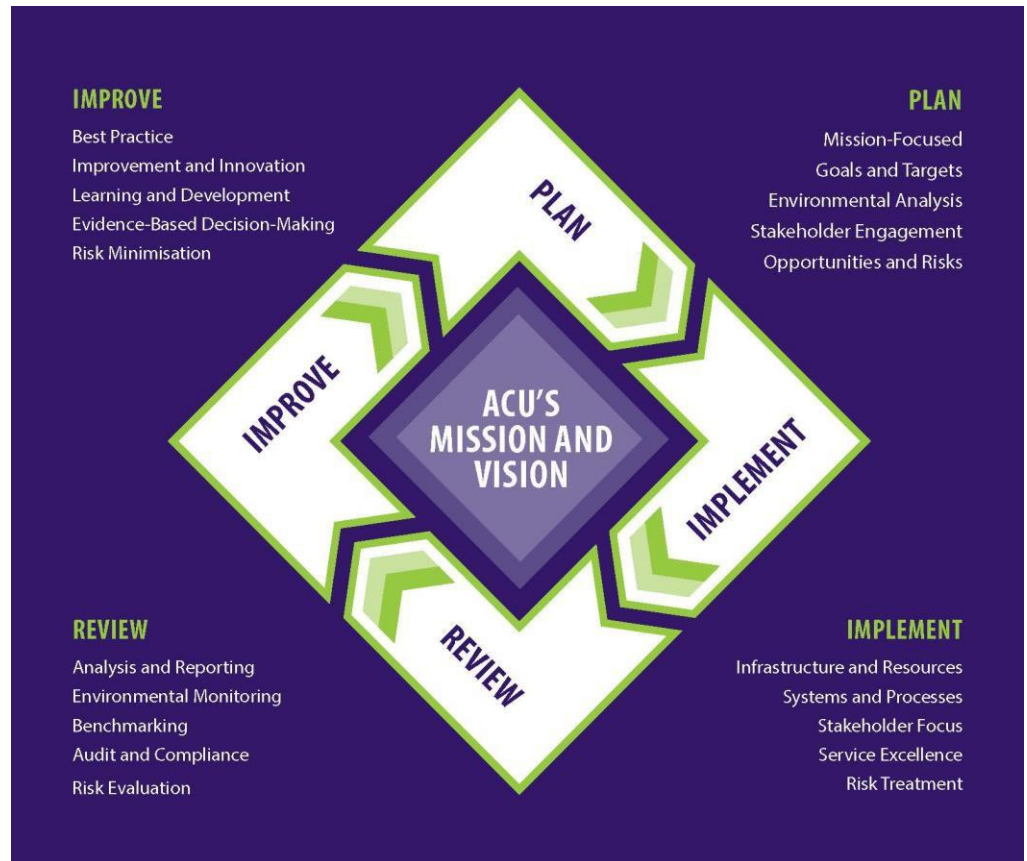 IMPROVE
Best Practice
Improvement and Innovation
Learning and Development
Evidence-Based Decision-Making
Risk Minimisation
PLAN
Mission-Focused
Goals and Targets
Environmental Analysis
Stakeholder Engagement
Opportunities and Risks
PLAN
IMPROVE
ACU'S
MISSION AND
VISION
IMPLEMENT
REVIEW
REVIEW
Analysis and Reporting
Environmental Monitoring
Benchmarking
Audit and Compliance
Risk Evaluation
IMPLEMENT
Infrastructure and Resources
Systems and Processes
Stakeholder Focus
Service Excellence
Risk Treatment